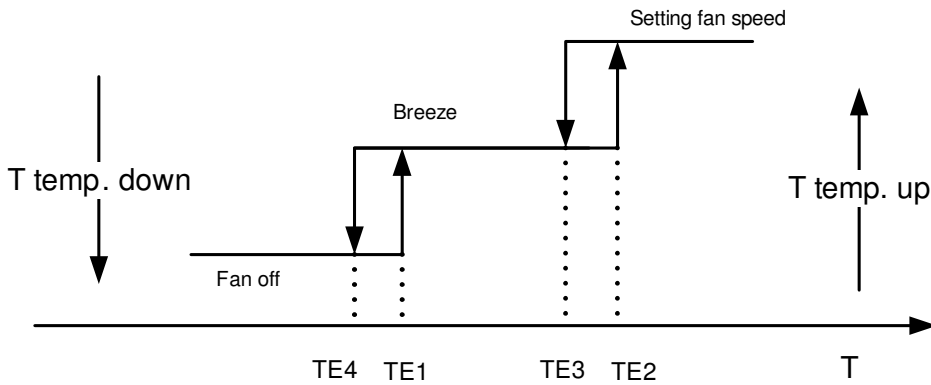 Setting fan speed
Breeze
T temp. down
T temp. up
Fan off
TE4 TE1 TE3 TE2 T